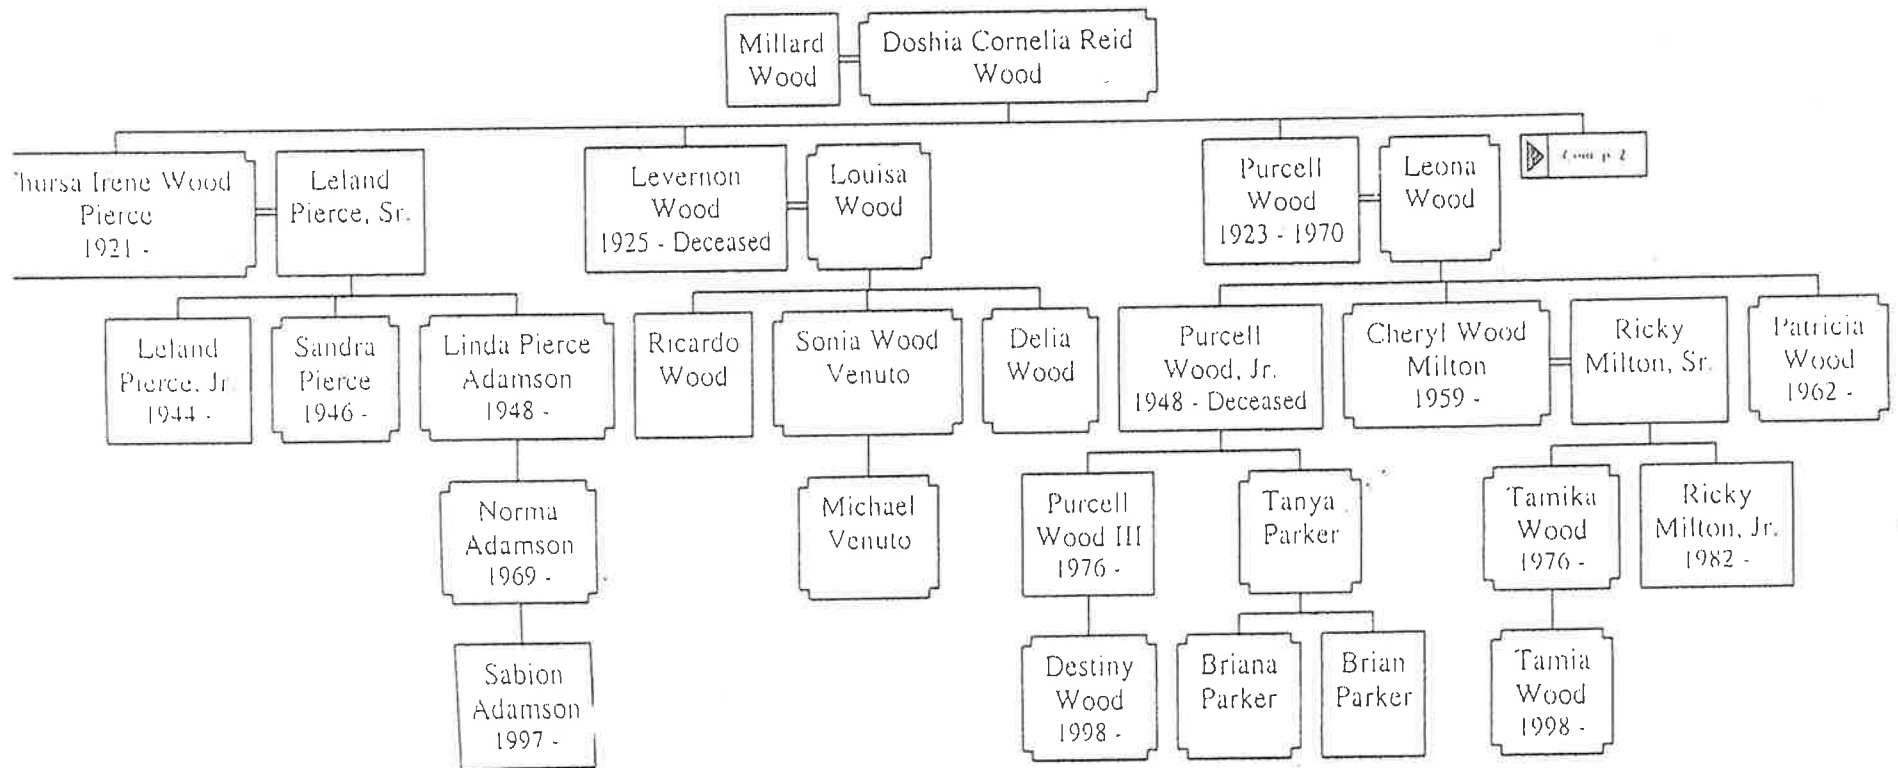 Millard
Wood
Doshia Cornelia Reid
Wood
Thursa Irene Wood
Pierce
1921 -
Leland
Pierce, Sr.
Levernon
Wood
1925 - Deceased
Louisa
Wood
Purcell
Wood
1923 - 1970
Leona
Wood
Cont p. 2
Leland
Pierce, Jr.
1944 -
Sandra
Pierce
1946 -
Linda Pierce
Adamson
1948 -
Ricardo
Wood
Sonia Wood
Venuto
Delia
Wood
Purcell
Wood, Jr.
1948 - Deceased
Cheryl Wood
Milton
1959 -
Ricky
Milton, Sr.
Patricia
Wood
1962 -
Norma
Adamson
1969 -
Michael
Venuto
Purcell
Wood III
1976 -
Tanya
Parker
Tamika
Wood
1976 -
Ricky
Milton, Jr.
1982 -
Sabion
Adamson
1997 -
Destiny
Wood
1998 -
Briana
Parker
Brian
Parker
Tamia
Wood
1998 -